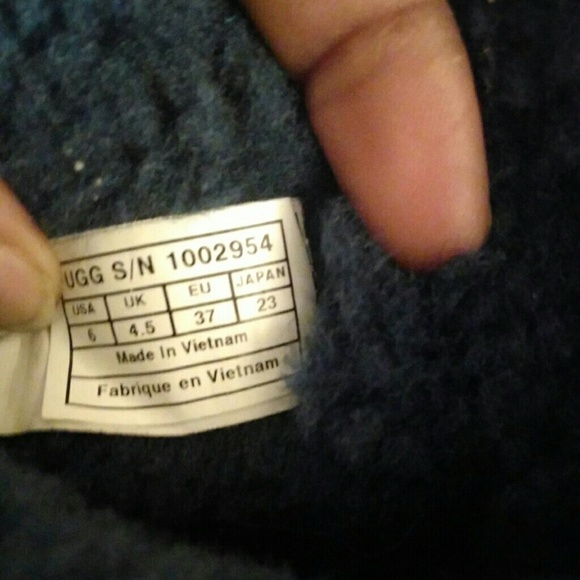 UGG S/N 1002954
USA UK EU JAPAN
6 4.5 37 23
Made In Vietnam
Fabrique en Vietnam